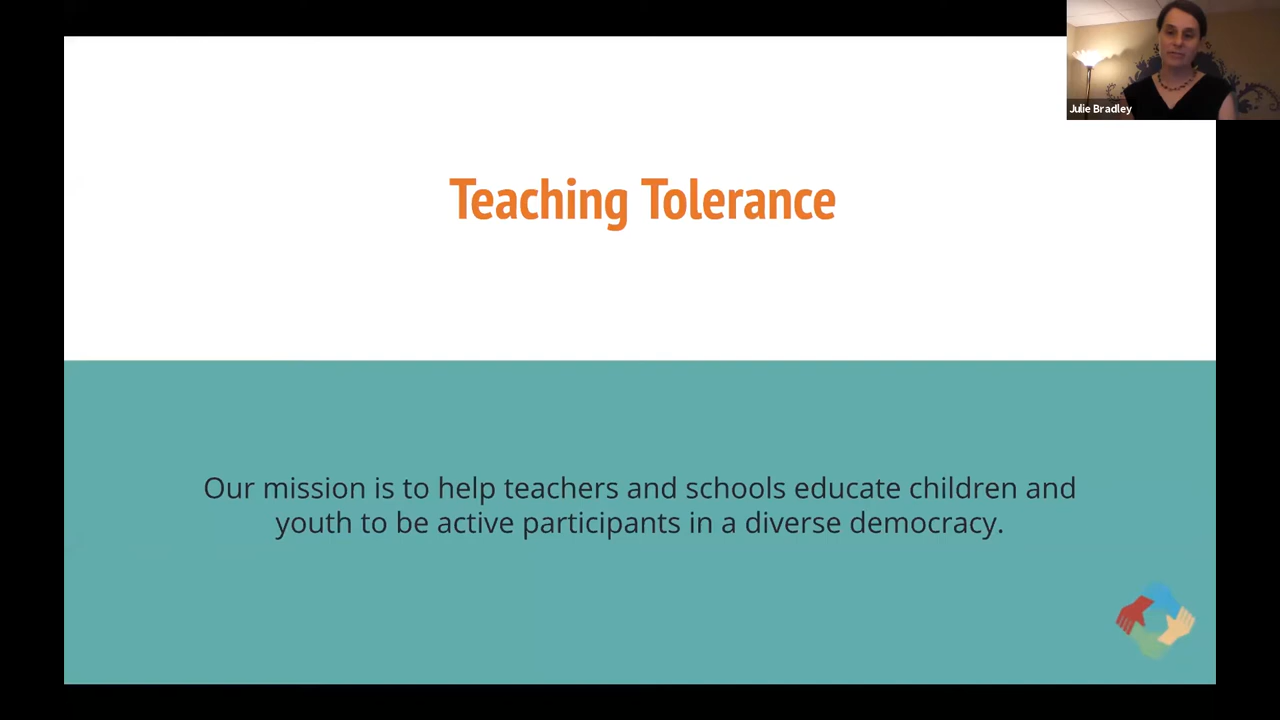 Julie Bradley
Teaching Tolerance
Our mission is to help teachers and schools educate children and
youth to be active participants in a diverse democracy.